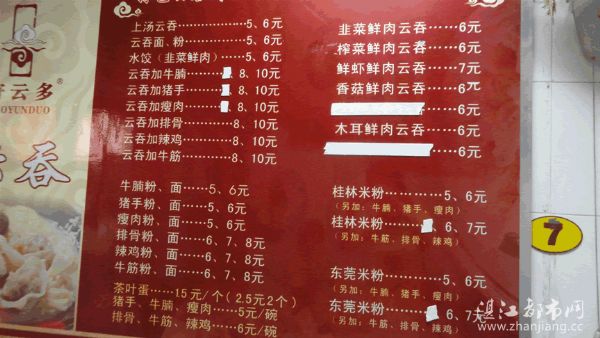 云多®
OYUNDUO
云吞
上汤云吞………………5、6元
云吞面、粉……………5、6元
水饺（韭菜鲜肉）……5、6元
云吞加牛腩……、8、10元
云吞加猪手……、8、10元
云吞加瘦肉……、8、10元
云吞加排骨…………8、10元
云吞加辣鸡…………8、10元
云吞加牛筋…………8、10元
牛腩粉、面……5、6元
猪手粉、面……5、6元
瘦肉粉、面……5、6元
排骨粉、面……6、7、8元
辣鸡粉、面……6、7、8元
牛筋粉、面……6、7、8元
茶叶蛋……15元/个(2.5元2个)
猪手、牛腩、瘦肉……5元/碗
排骨、牛筋、辣鸡……6元/碗
韭菜鲜肉云吞……6元
榨菜鲜肉云吞……6元
鲜虾鲜肉云吞……7元
香菇鲜肉云吞……6元
……6元
木耳鲜肉云吞……6元
……6元
桂林米粉…………5、6元
（另加：牛腩、猪手、瘦肉）
桂林米粉………、6、7元
（另加：牛筋、排骨、辣鸡）
东莞米粉…………5、6元
（另加：牛腩、猪手、瘦肉）
东莞米粉………、6、7元
（另加：牛筋、排骨、辣鸡）
7
湛江都市网
www.zhanjiang.cc